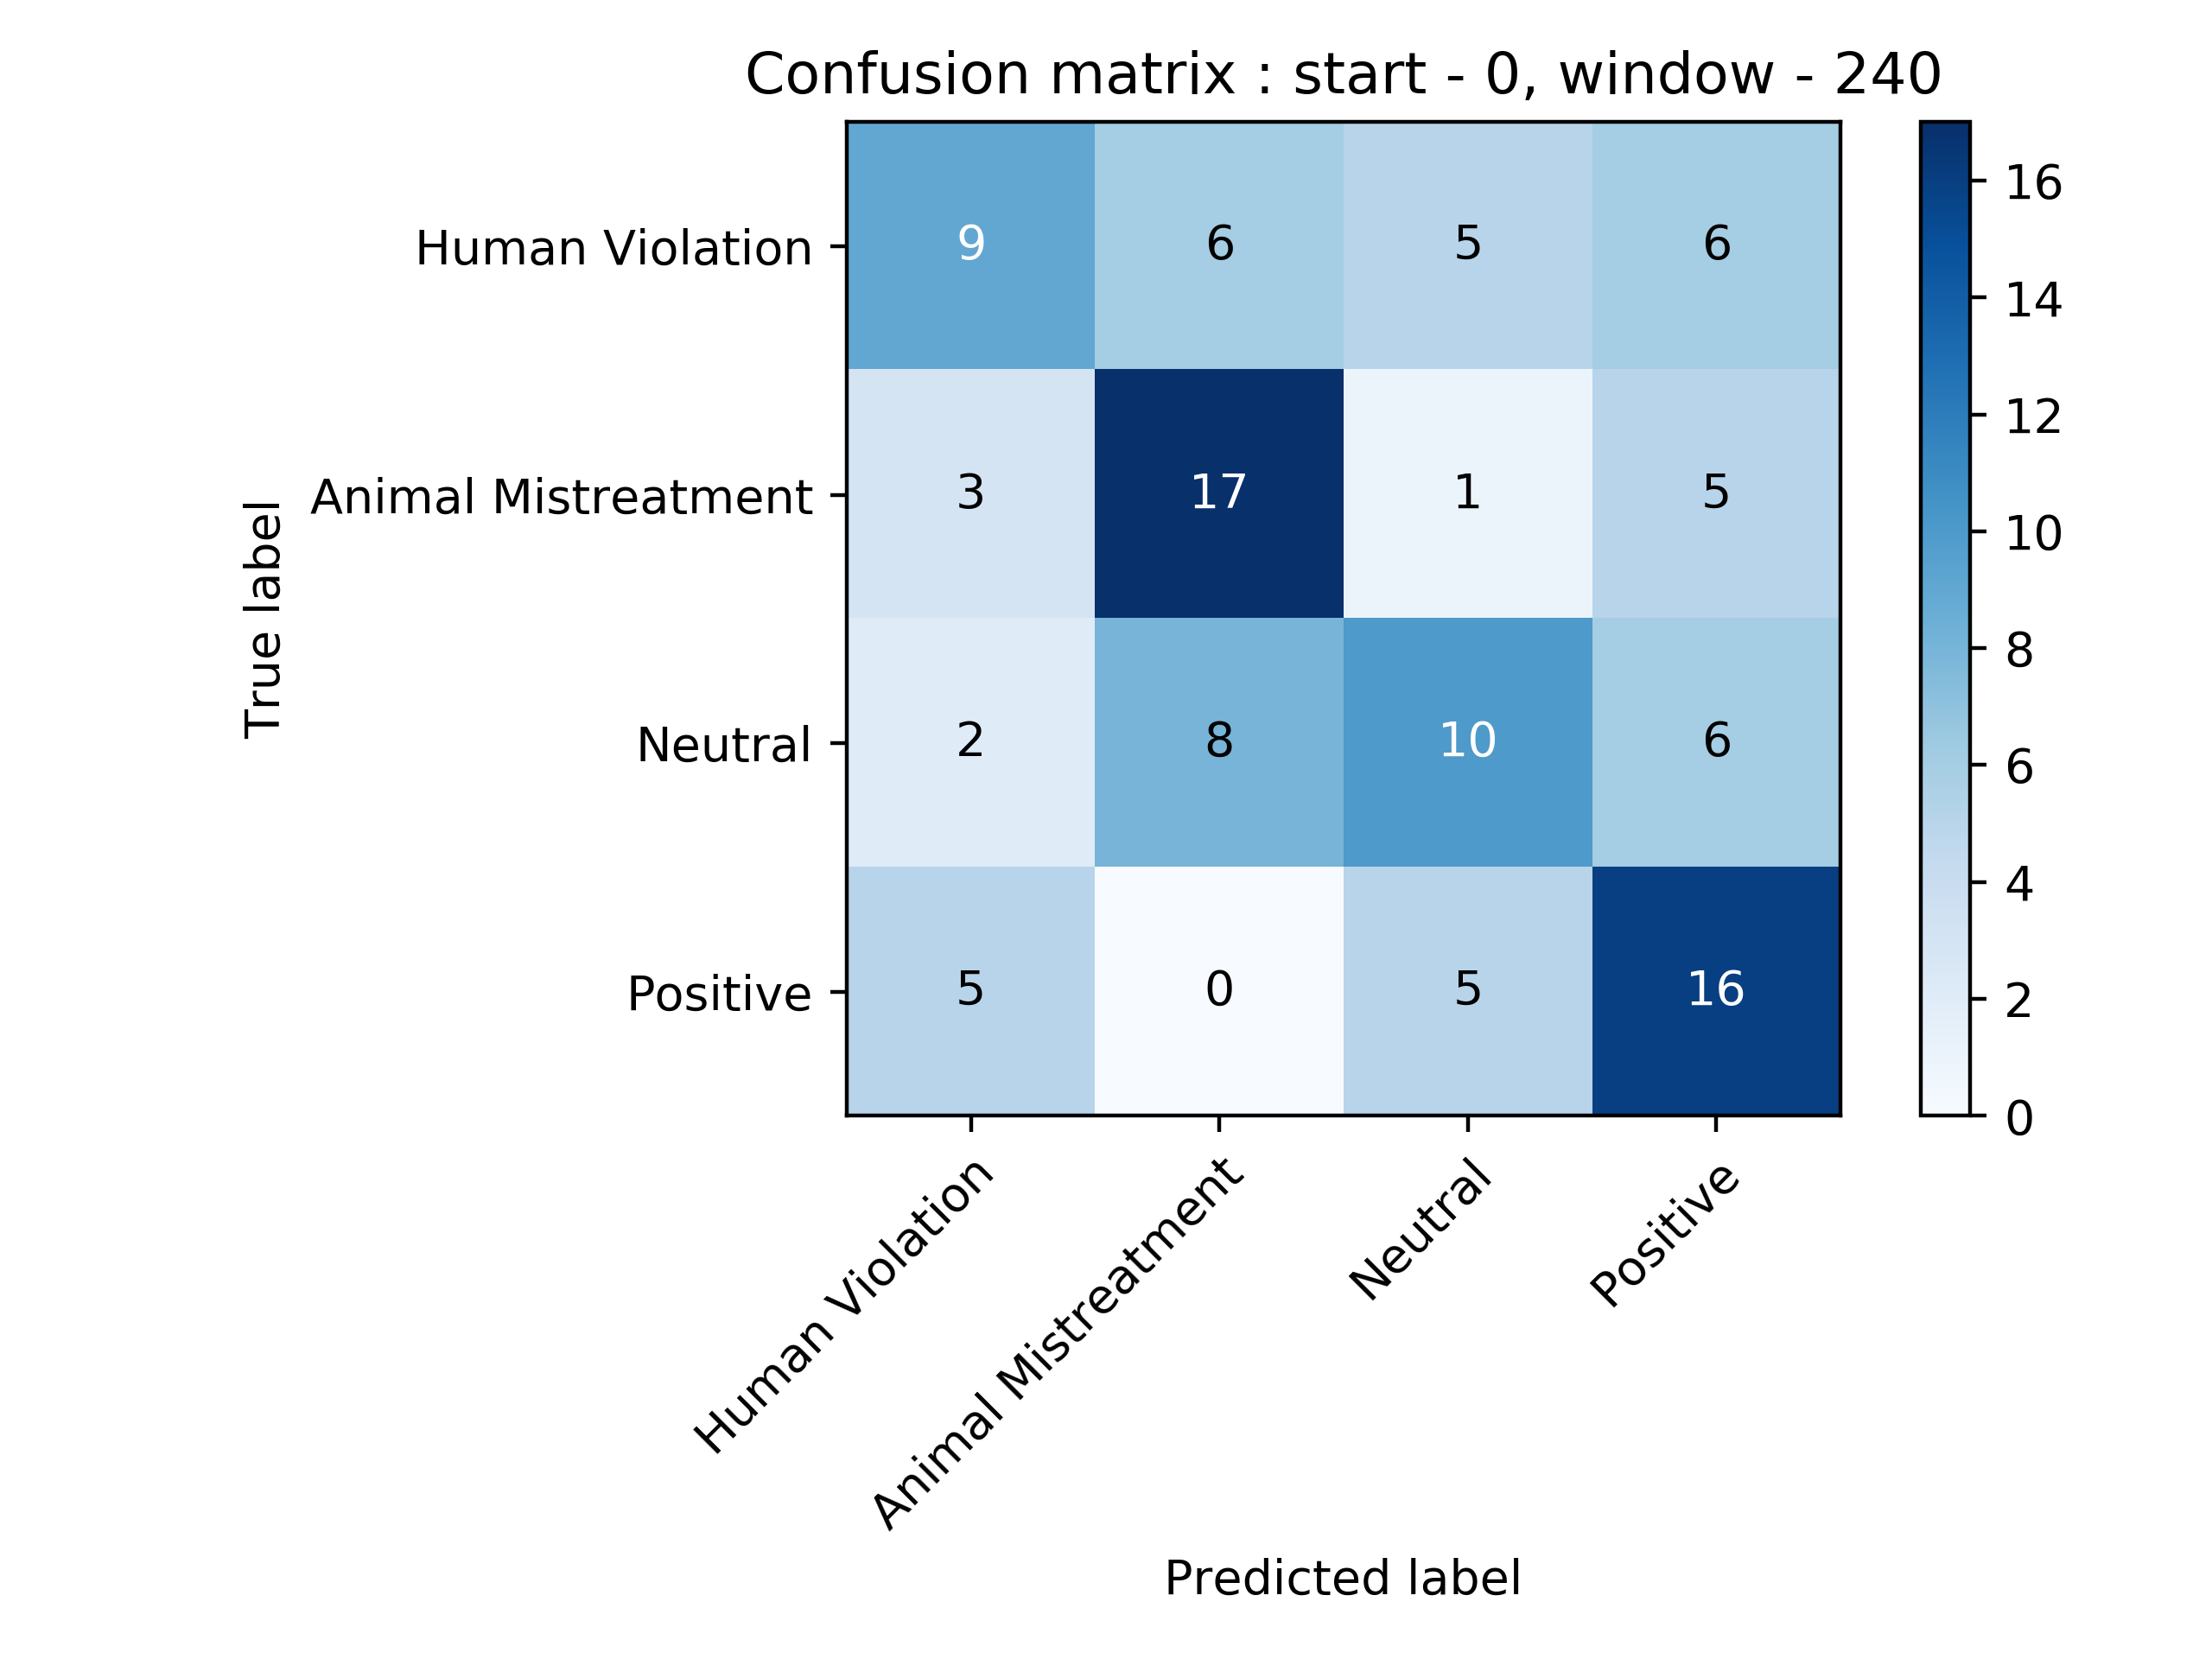 Confusion matrix : start - 0, window - 240
True label
Human Violation
9 6 5 6
Animal Mistreatment
3 17 1 5
Neutral
2 8 10 6
Positive
5 0 5 16
16
14
12
10
8
6
4
2
0
Human Violation
Animal Mistreatment
Neutral
Positive
Predicted label